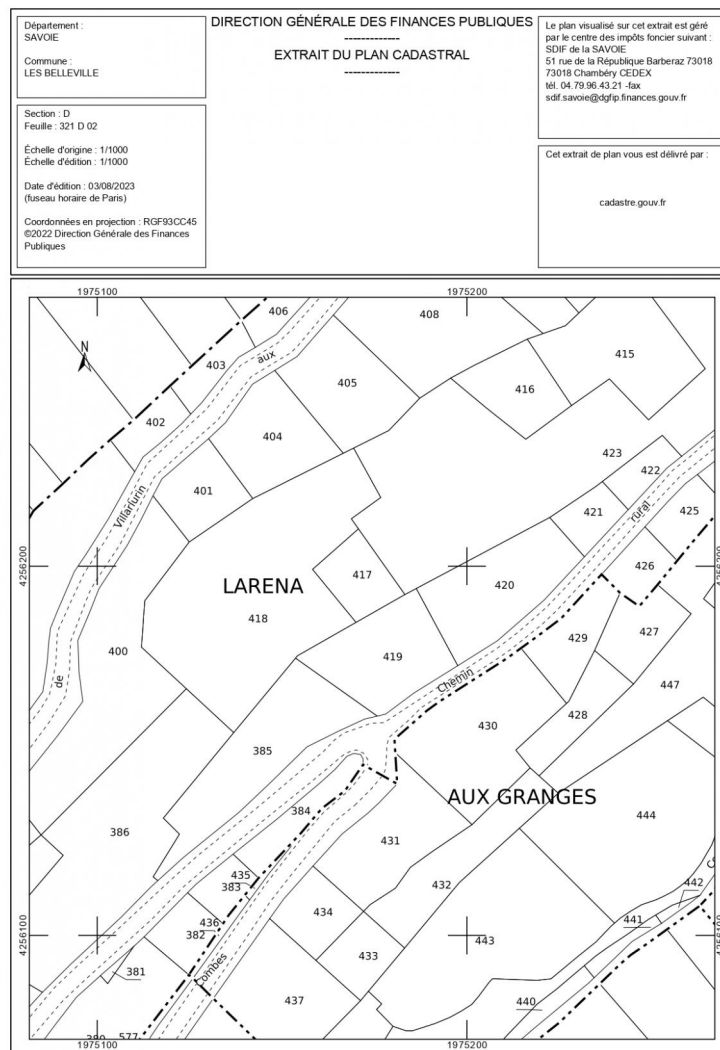 Département :
SAVOIE
Commune :
LES BELLEVILLE
Section : D
Feuille : 321 D 02
Échelle d'origine : 1/1000
Échelle d'édition : 1/1000
Date d'édition : 03/08/2023
(fuseau horaire de Paris)
Coordonnées en projection : RGF93CC45
©2022 Direction Générale des Finances
Publiques
DIRECTION GÉNÉRALE DES FINANCES PUBLIQUES
-------------
EXTRAIT DU PLAN CADASTRAL
-------------
Le plan visualisé sur cet extrait est géré
par le centre des impôts foncier suivant :
SDIF de la SAVOIE
51 rue de la République Barberaz 73018
73018 Chambéry CEDEX
tél. 04.79.96.43.21 -fax
sdif.savoie@dgfip.finances.gouv.fr
Cet extrait de plan vous est délivré par :
cadastre.gouv.fr
1975100
1975200
406
408
N
aux
403
415
405
416
402
404
423
422
401
Villarlurin
rural
425
421
4256200
4256200
426
417
420
LARENA
418
427
429
400
419
447
de
Chemin
428
430
385
AUX GRANGES
384
444
386
431
435
383
432
442
434
436
382
441
4256100
4256100
443
433
381
Combes
437
440
380
577
1975100
1975200